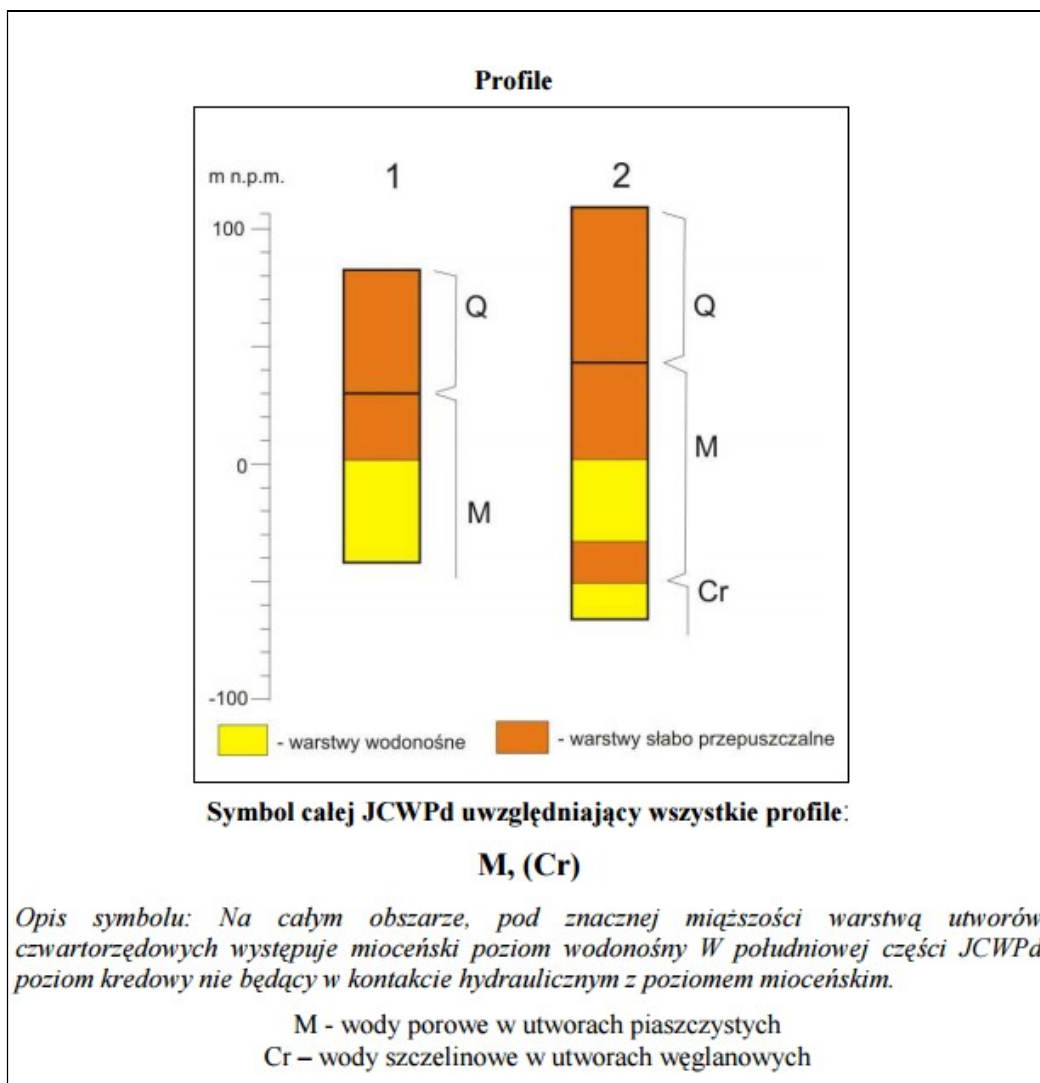 Profile
m n.p.m.
1
2
100
0
-100
Q
M
Q
M
Cr
- warstwy wodonośne
- warstwy słabo przepuszczalne
Symbol całej JCWPd uwzględniający wszystkie profile:
M, (Cr)
Opis symbolu: Na całym obszarze, pod znacznej miąższości warstwą utworów
czwartorzędowych występuje mioceński poziom wodonośny W południowej części JCWPd
poziom kredowy nie będący w kontakcie hydraulicznym z poziomem mioceńskim.
M - wody porowe w utworach piaszczystych
Cr – wody szczelinowe w utworach węglanowych